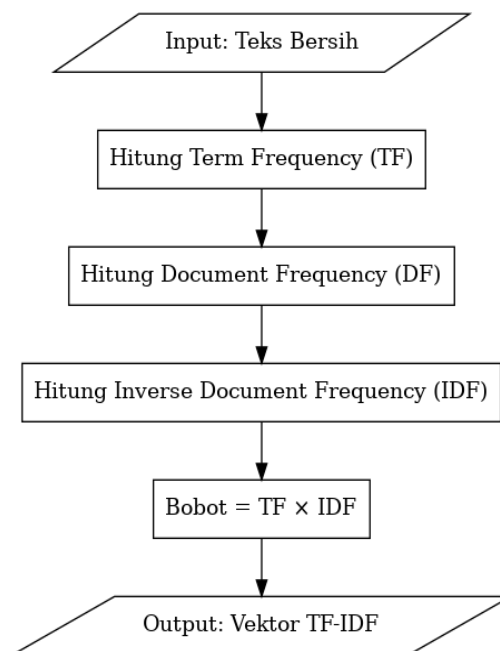 Input: Teks Bersih
Hitung Term Frequency (TF)
Hitung Document Frequency (DF)
Hitung Inverse Document Frequency (IDF)
Bobot = TF × IDF
Output: Vektor TF-IDF